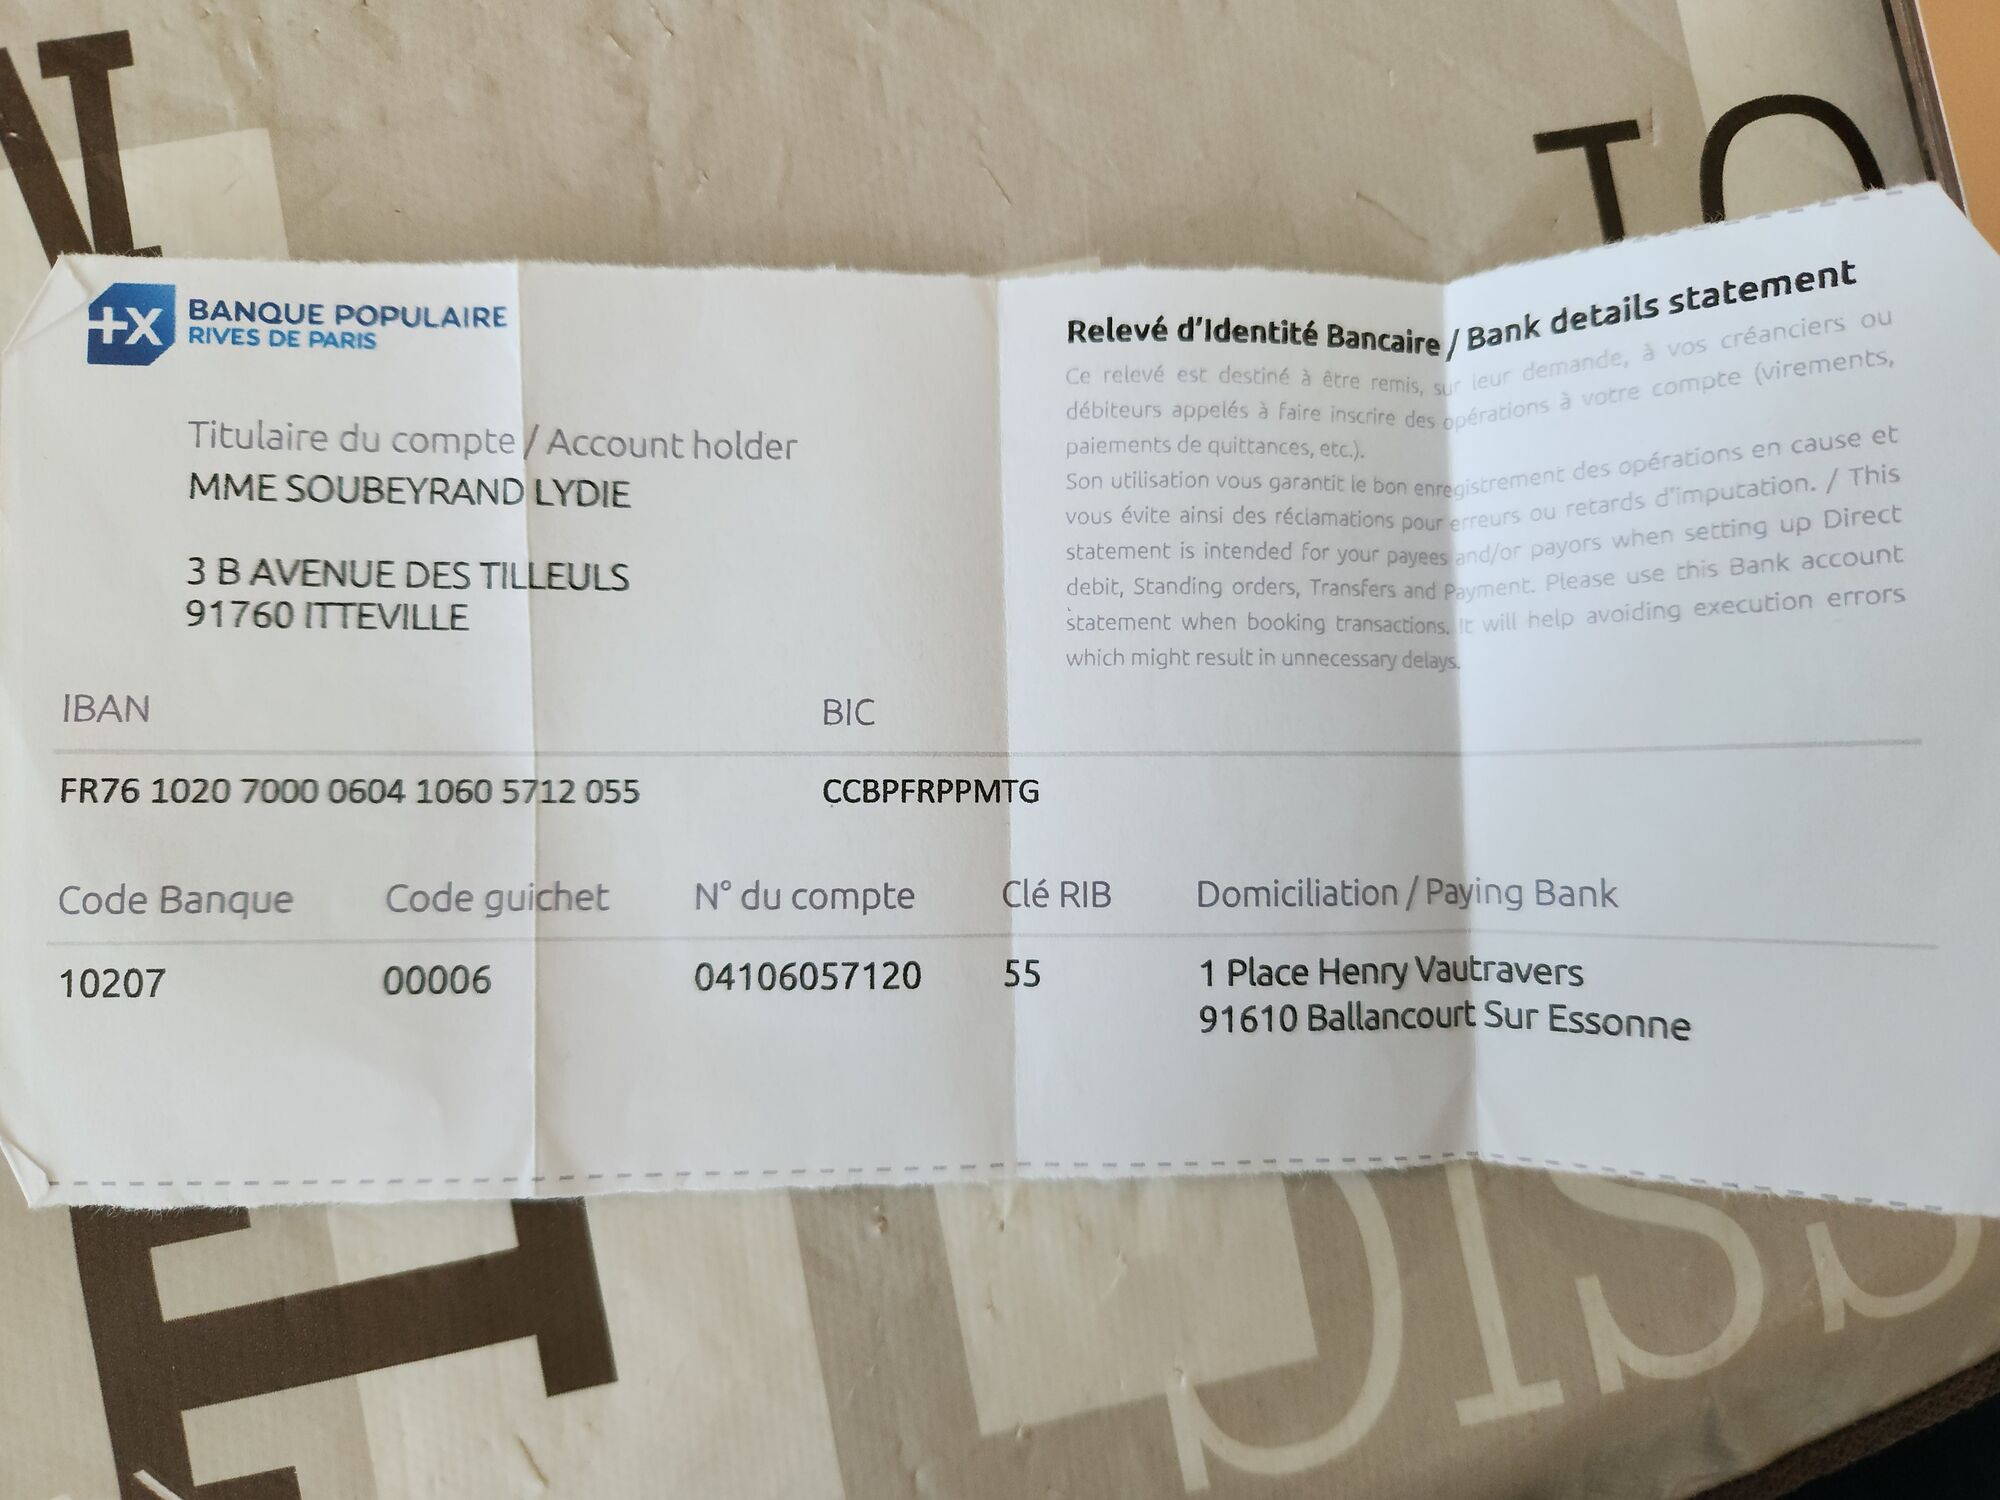 BANQUE POPULAIRE
RIVES DE PARIS
Titulaire du compte / Account holder
MME SOUBEYRAND LYDIE
3 B AVENUE DES TILLEULS
91760 ITTEVILLE
Relevé d'Identité Bancaire / Bank details statement
Ce relevé est destiné à être remis, sur leur demande, à vos créanciers ou
débiteurs appelés à faire inscrire des opérations à votre compte (virements,
paiements de quittances, etc.).
Son utilisation vous garantit le bon enregistrement des opérations en cause et
vous évite ainsi des réclamations pour erreurs ou retards d'imputation. / This
statement is intended for your payees and/or payors when setting up Direct
debit, Standing orders, Transfers and Payment. Please use this Bank account
statement when booking transactions. It will help avoiding execution errors
which might result in unnecessary delays.
IBAN BIC
FR76 1020 7000 0604 1060 5712 055 CCBPFRPPMTG
Code Banque Code guichet N° du compte Clé RIB Domiciliation / Paying Bank
10207 00006 04106057120 55 1 Place Henry Vautravers
91610 Ballancourt Sur Essonne